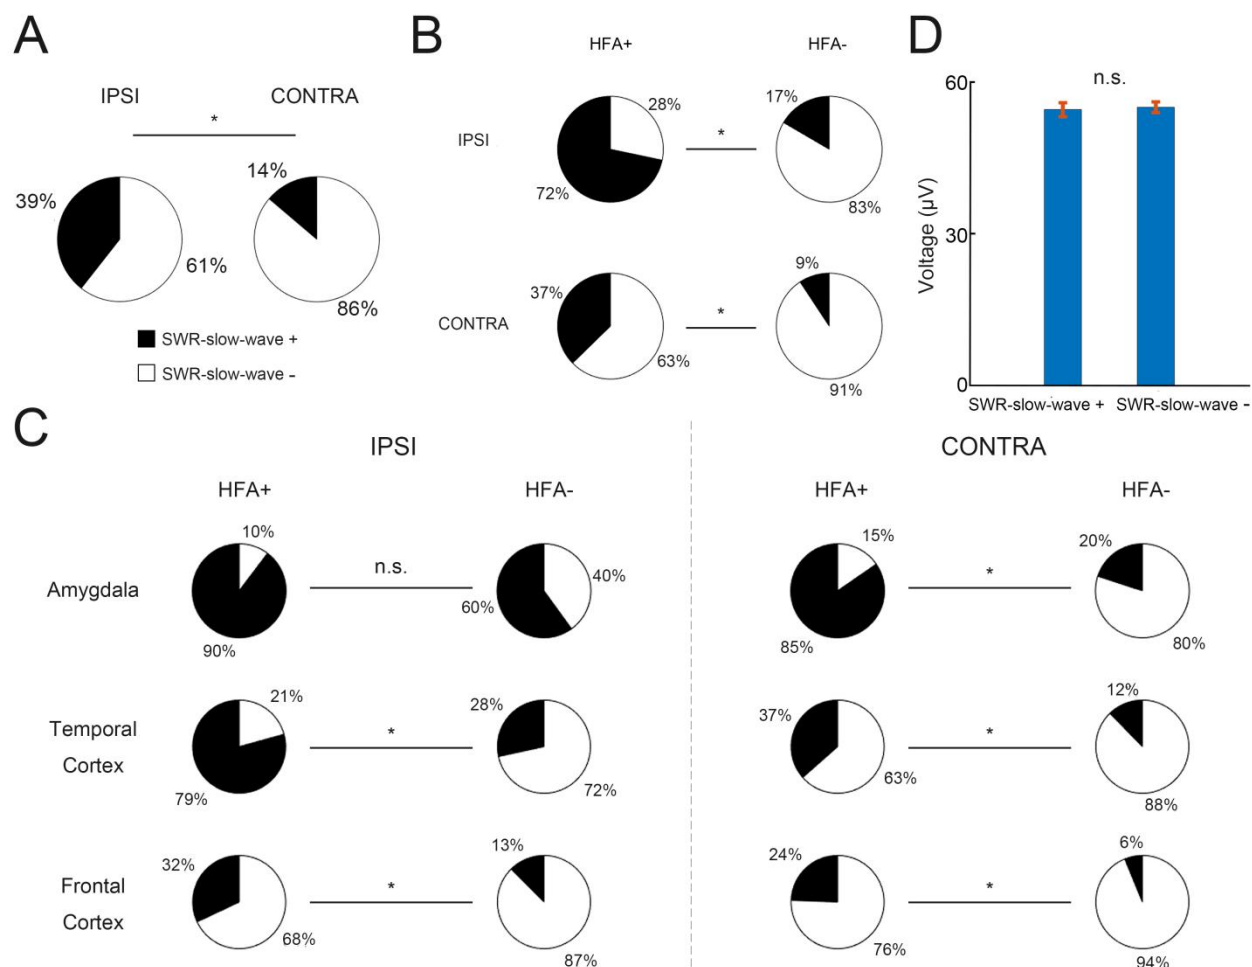 A
IPSI
CONTRA
*
39%
61%
14%
86%
SWR-slow-wave +
SWR-slow-wave -
B
HFA+
HFA-
IPSI
28%
72%
*
17%
83%
CONTRA
37%
63%
*
9%
91%
D
n.s.
60
30
0
Voltage (µV)
SWR-slow-wave +
SWR-slow-wave -
C
IPSI
CONTRA
HFA+
HFA-
HFA+
HFA-
Amygdala
10%
90%
n.s.
40%
60%
15%
85%
*
20%
80%
Temporal
Cortex
21%
79%
*
28%
72%
37%
63%
*
12%
88%
Frontal
Cortex
32%
68%
*
13%
87%
24%
76%
*
6%
94%